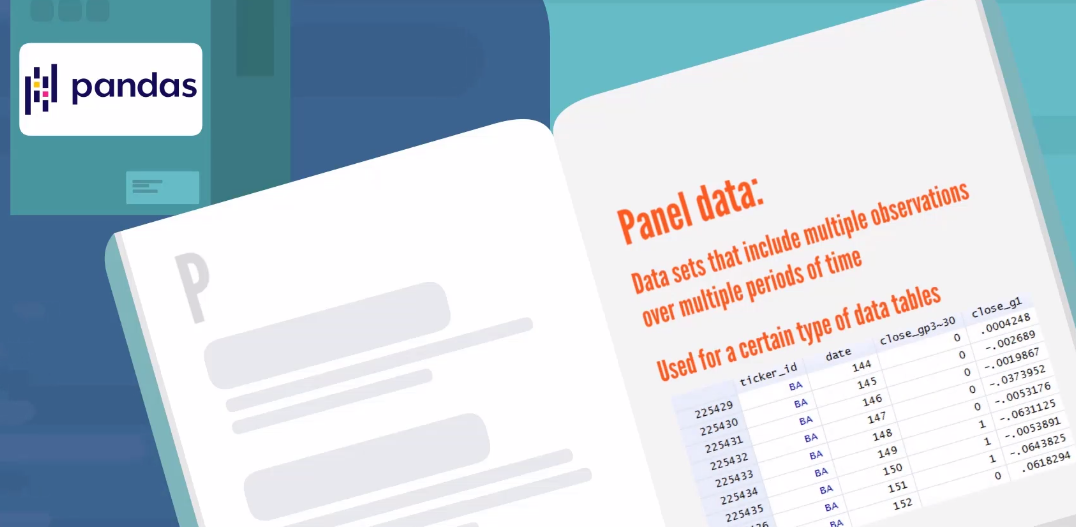 pandas
P
Panel data:
Data sets that include multiple observations
over multiple periods of time
Used for a certain type of data tables
ticker_id date close_gp3~30 close_g1
225429 BA 144 0 .0004248
225430 BA 145 0 -.002689
225431 BA 146 0 -.0019867
225432 BA 147 0 -.0373952
225433 BA 148 0 -.0053176
225434 BA 149 1 -.0631125
225435 BA 150 1 -.0053891
BA 151 1 -.0643825
BA 152 0 .0618294